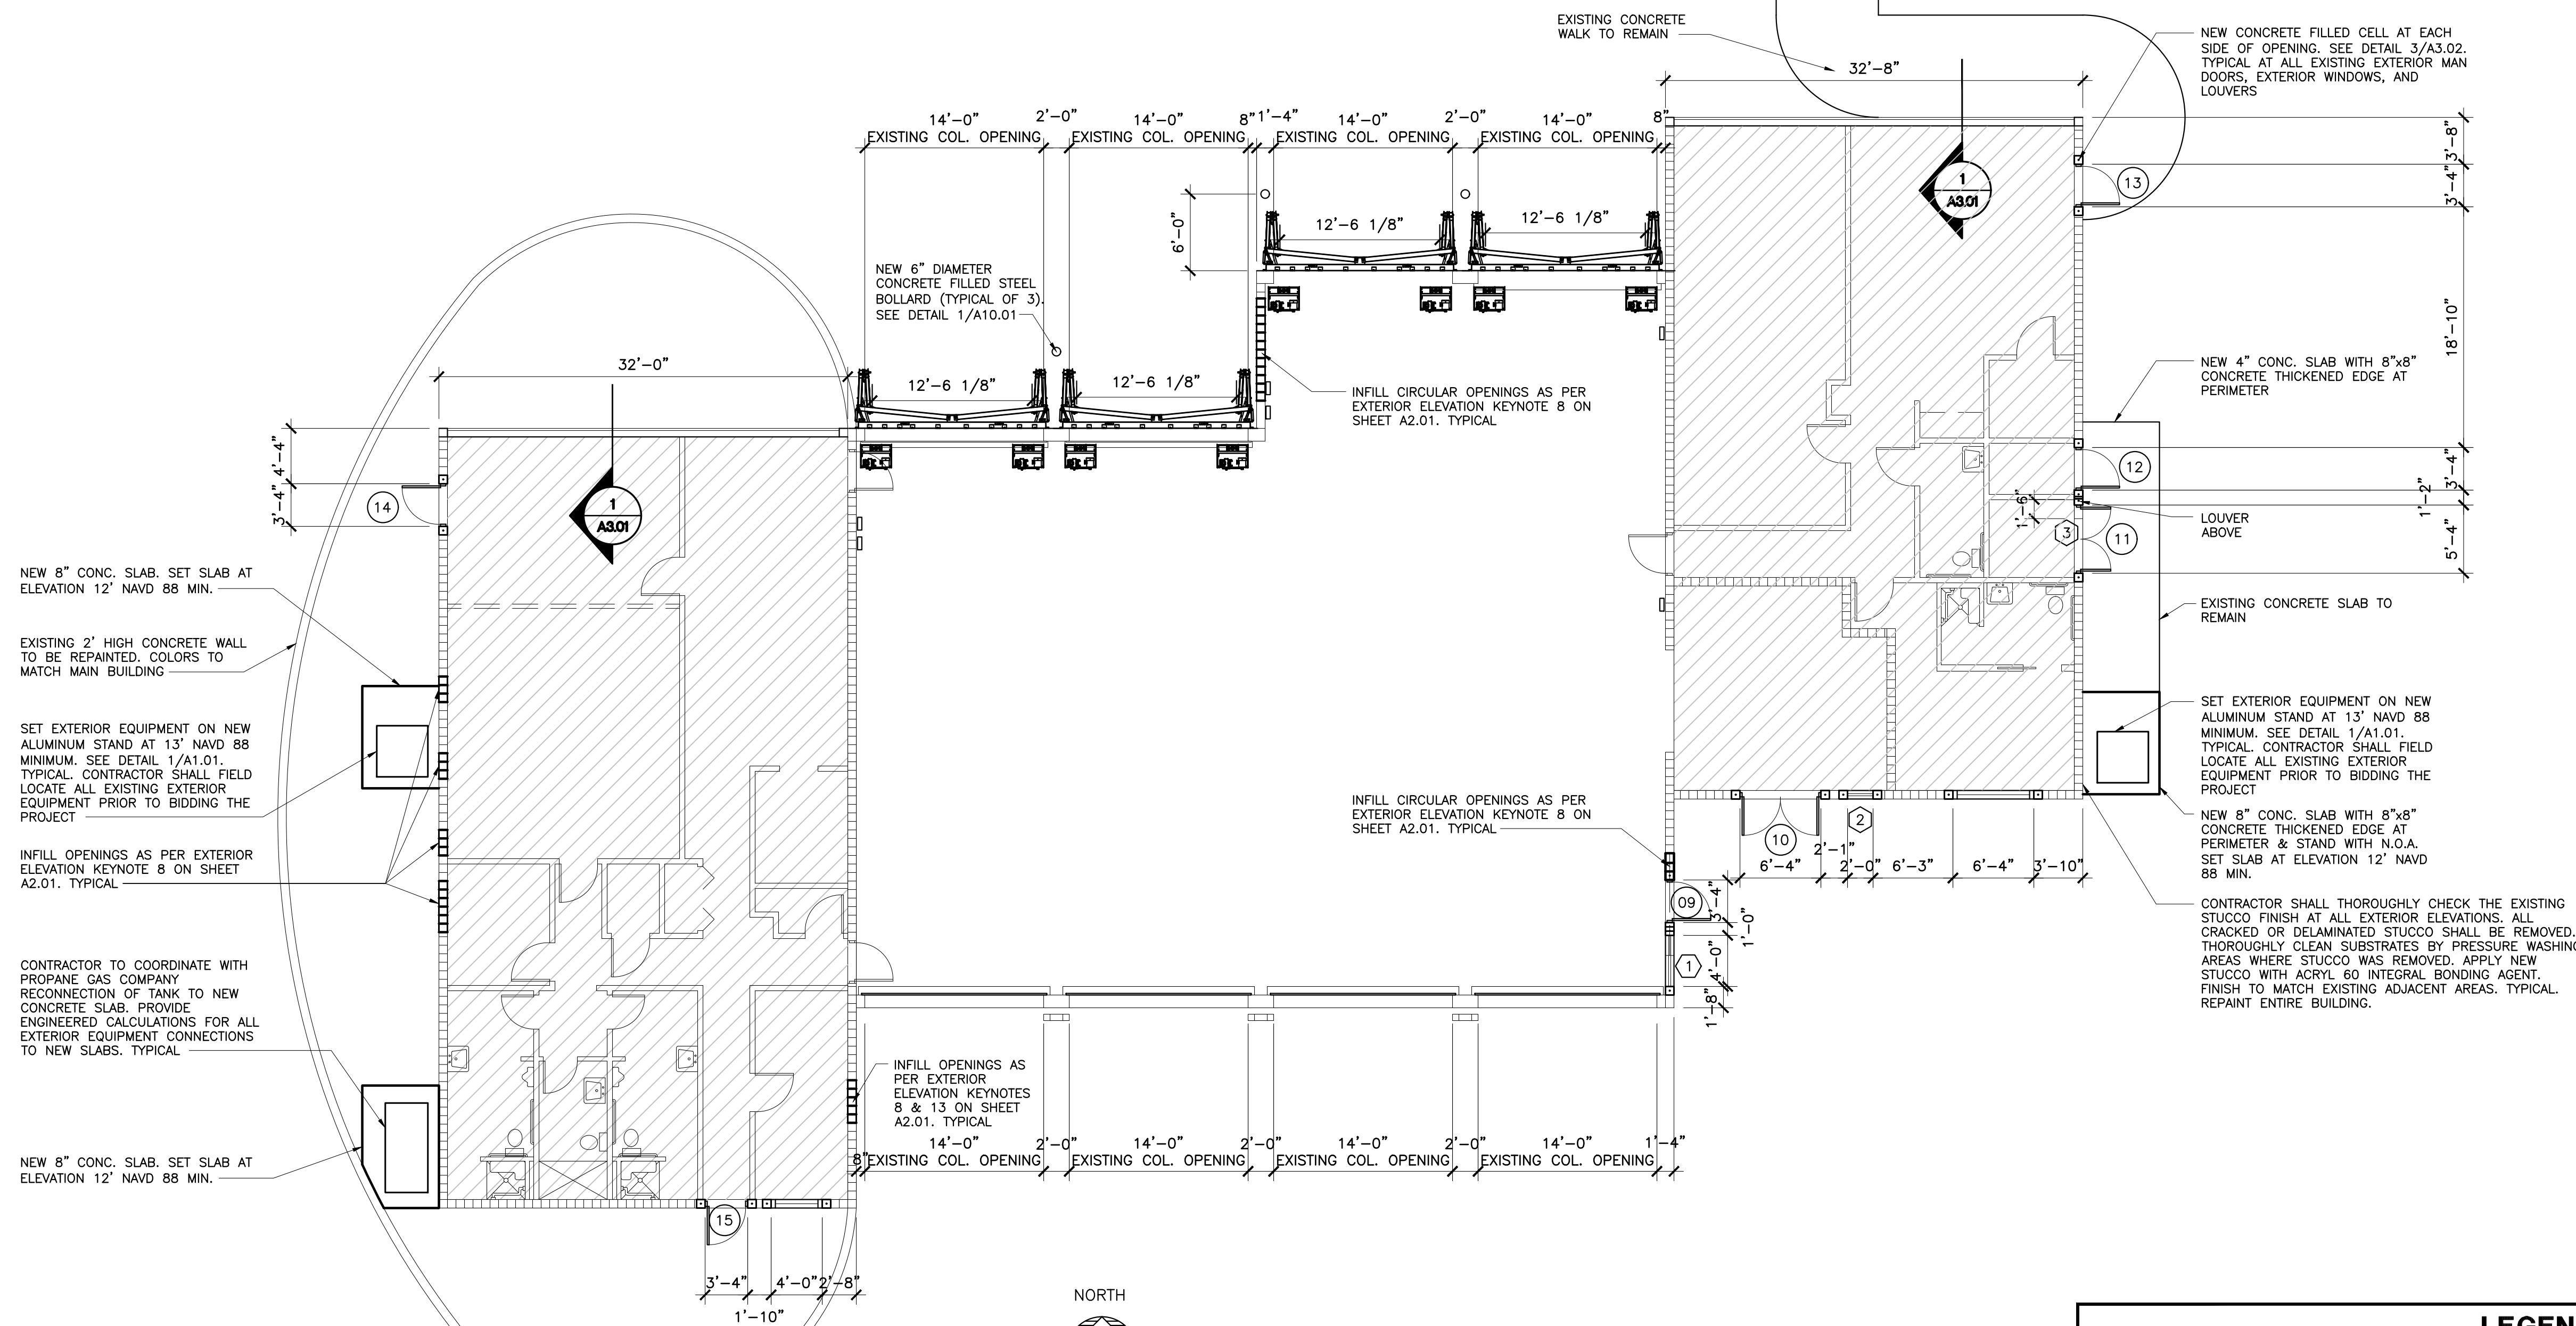 EXISTING CONCRETE
WALK TO REMAIN
32'-8"
NEW CONCRETE FILLED CELL AT EACH
SIDE OF OPENING. SEE DETAIL 3/A3.02.
TYPICAL AT ALL EXISTING EXTERIOR MAN
DOORS, EXTERIOR WINDOWS, AND
LOUVERS
14'-0"
EXISTING COL. OPENING
2'-0"
14'-0"
EXISTING COL. OPENING
8"
1'-4"
14'-0"
EXISTING COL. OPENING
2'-0"
14'-0"
EXISTING COL. OPENING
8"
3'-8"
3'-4"
13
1
A3.01
6'-0"
12'-6 1/8"
12'-6 1/8"
NEW 6" DIAMETER
CONCRETE FILLED STEEL
BOLLARD (TYPICAL OF 3).
SEE DETAIL 1/A10.01
18'-10"
32'-0"
12'-6 1/8"
12'-6 1/8"
INFILL CIRCULAR OPENINGS AS PER
EXTERIOR ELEVATION KEYNOTE 8 ON
SHEET A2.01. TYPICAL
NEW 4" CONC. SLAB WITH 8"x8"
CONCRETE THICKENED EDGE AT
PERIMETER
4'-4"
3'-4"
14
1
A3.01
12
3'-4"
1'-2"
1'-6"
3
11
5'-4"
LOUVER
ABOVE
NEW 8" CONC. SLAB. SET SLAB AT
ELEVATION 12' NAVD 88 MIN.
EXISTING CONCRETE SLAB TO
REMAIN
EXISTING 2' HIGH CONCRETE WALL
TO BE REPAINTED. COLORS TO
MATCH MAIN BUILDING
SET EXTERIOR EQUIPMENT ON NEW
ALUMINUM STAND AT 13' NAVD 88
MINIMUM. SEE DETAIL 1/A1.01.
TYPICAL. CONTRACTOR SHALL FIELD
LOCATE ALL EXISTING EXTERIOR
EQUIPMENT PRIOR TO BIDDING THE
PROJECT
SET EXTERIOR EQUIPMENT ON NEW
ALUMINUM STAND AT 13' NAVD 88
MINIMUM. SEE DETAIL 1/A1.01.
TYPICAL. CONTRACTOR SHALL FIELD
LOCATE ALL EXISTING EXTERIOR
EQUIPMENT PRIOR TO BIDDING THE
PROJECT
INFILL CIRCULAR OPENINGS AS PER
EXTERIOR ELEVATION KEYNOTE 8 ON
SHEET A2.01. TYPICAL
NEW 8" CONC. SLAB WITH 8"x8"
CONCRETE THICKENED EDGE AT
PERIMETER & STAND WITH N.O.A.
SET SLAB AT ELEVATION 12' NAVD
88 MIN.
INFILL OPENINGS AS PER EXTERIOR
ELEVATION KEYNOTE 8 ON SHEET
A2.01. TYPICAL
10
2
6'-4"
2'-1"
2'-0"
6'-3"
6'-4"
3'-10"
09
3'-4"
1'-0"
4'-0"
1
1'-8"
CONTRACTOR SHALL THOROUGHLY CHECK THE EXISTING
STUCCO FINISH AT ALL EXTERIOR ELEVATIONS. ALL
CRACKED OR DELAMINATED STUCCO SHALL BE REMOVED.
THOROUGHLY CLEAN SUBSTRATES BY PRESSURE WASHING
AREAS WHERE STUCCO WAS REMOVED. APPLY NEW
STUCCO WITH ACRYL 60 INTEGRAL BONDING AGENT.
FINISH TO MATCH EXISTING ADJACENT AREAS. TYPICAL.
REPAINT ENTIRE BUILDING.
CONTRACTOR TO COORDINATE WITH
PROPANE GAS COMPANY
RECONNECTION OF TANK TO NEW
CONCRETE SLAB. PROVIDE
ENGINEERED CALCULATIONS FOR ALL
EXTERIOR EQUIPMENT CONNECTIONS
TO NEW SLABS. TYPICAL
INFILL OPENINGS AS
PER EXTERIOR
ELEVATION KEYNOTES
8 & 13 ON SHEET
A2.01. TYPICAL
NEW 8" CONC. SLAB. SET SLAB AT
ELEVATION 12' NAVD 88 MIN.
8"
14'-0"
EXISTING COL. OPENING
2'-0"
14'-0"
EXISTING COL. OPENING
2'-0"
14'-0"
EXISTING COL. OPENING
2'-0"
14'-0"
EXISTING COL. OPENING
1'-4"
15
3'-4"
1'-10"
4'-0"
2'-8"
NORTH